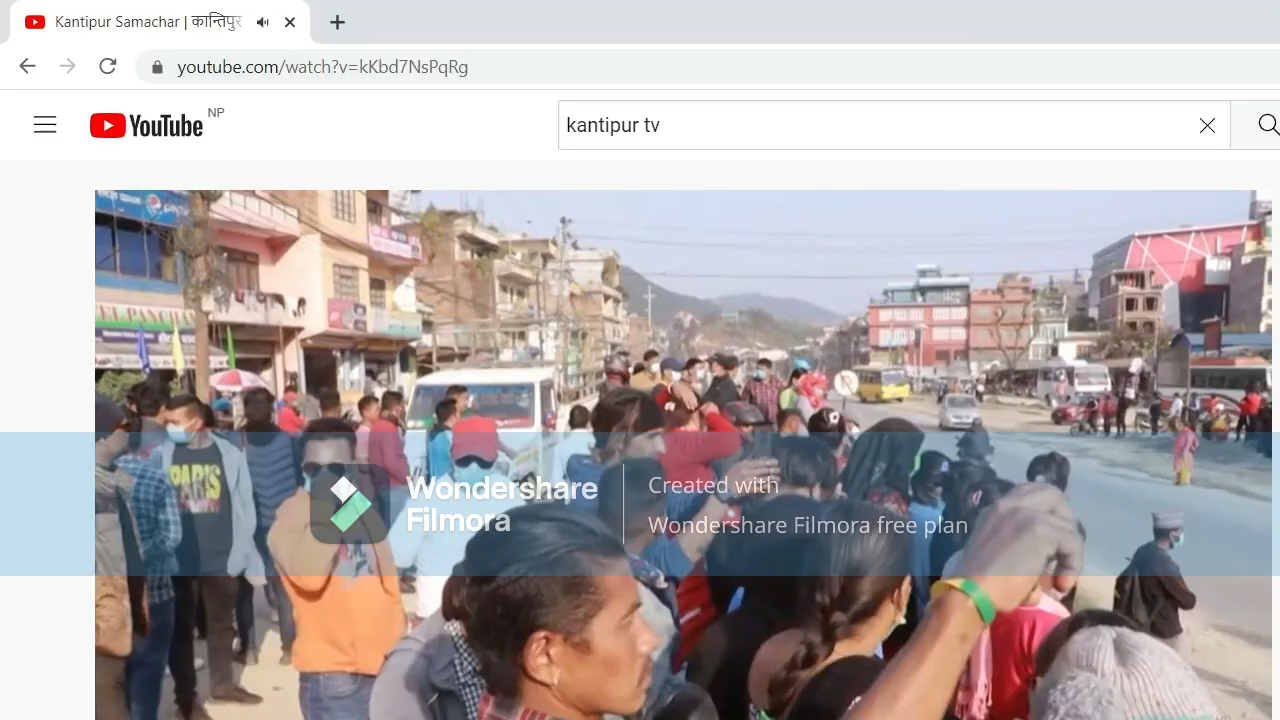 Kantipur Samachar | कान्तिपुर
youtube.com/watch?v=kKbd7NsPqRg
YouTube NP
kantipur tv
PARIS
Wondershare
Filmora
Created with
Wondershare Filmora free plan